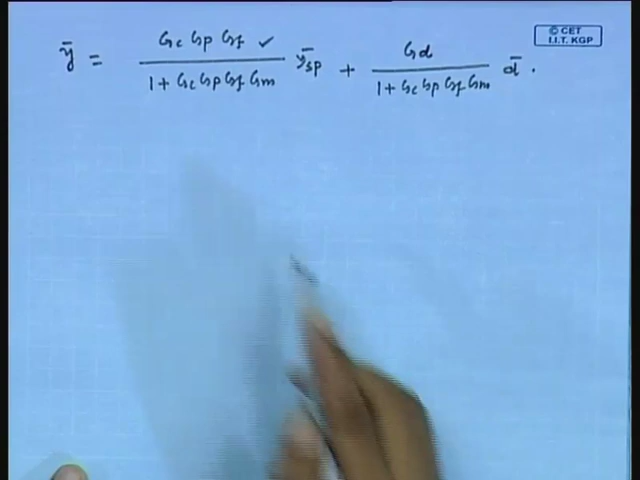 ȳ = Gc Gp Gf ✓ / 1 + Gc Gp Gf Gm ȳsp + Gd / 1 + Gc Gp Gf Gm d̄ .
© CET
I.I.T. KGP